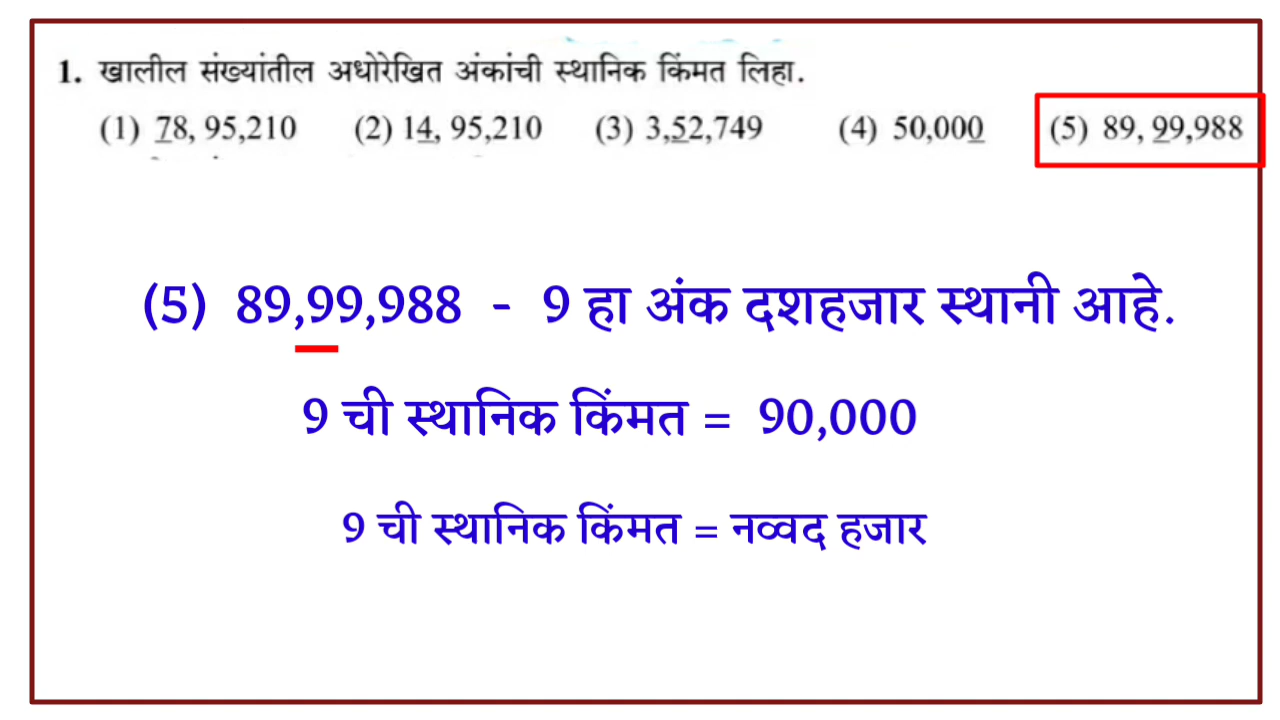 1. खालील संख्यांतील अधोरेखित अंकांची स्थानिक किंमत लिहा.
(1) 78, 95,210 (2) 14, 95,210 (3) 3,52,749 (4) 50,000 (5) 89, 99,988
(5) 89,99,988 - 9 हा अंक दशहजार स्थानी आहे.
9 ची स्थानिक किंमत = 90,000
9 ची स्थानिक किंमत = नव्वद हजार